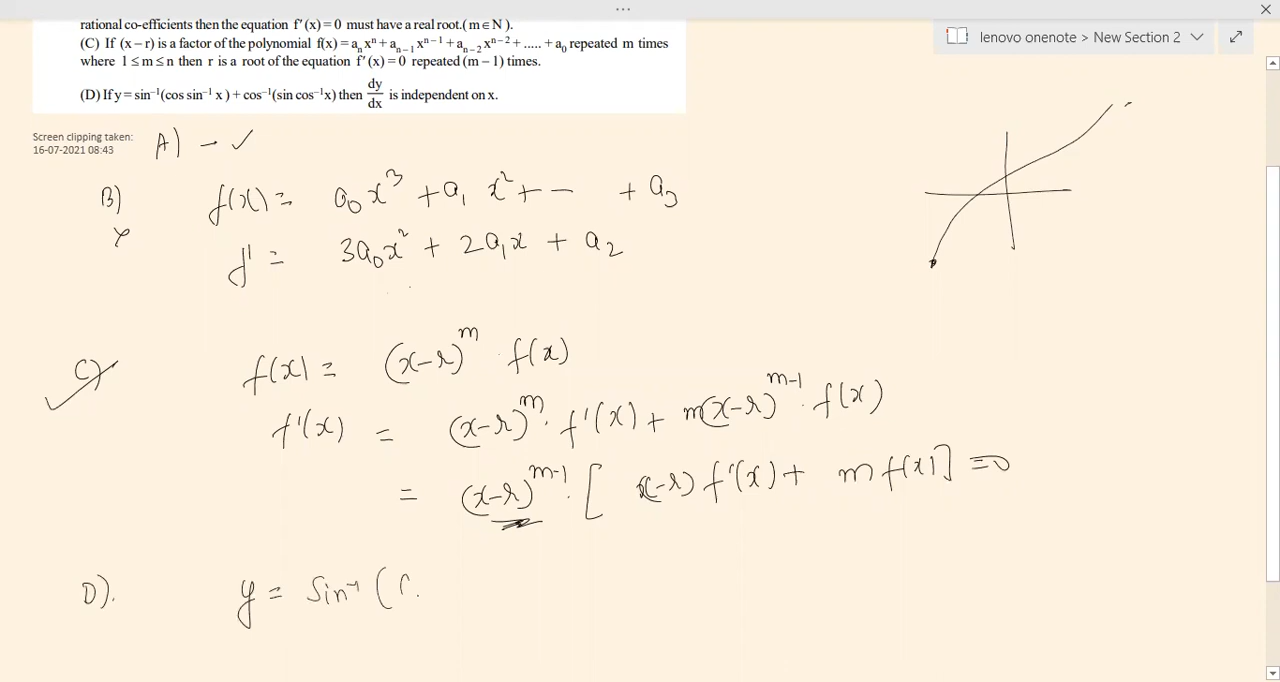 ...
rational co-efficients then the equation f′(x) = 0 must have a real root. ( m ∈ N ).
(C) If (x – r) is a factor of the polynomial f(x) = aₙxⁿ + aₙ₋₁xⁿ⁻¹ + aₙ₋₂xⁿ⁻² + ..... + a₀ repeated m times
where 1 ≤ m ≤ n then r is a root of the equation f′(x) = 0 repeated (m – 1) times.
(D) If y = sin⁻¹(cos sin⁻¹ x) + cos⁻¹(sin cos⁻¹x) then dy/dx is independent on x.
lenovo onenote > New Section 2
Screen clipping taken:
16-07-2021 08:43
A) → ✓
B) f(x) = a₀x³ + a₁ x² + – + a₃
f' = 3a₀x² + 2a₁x + a₂
C) f(x) = (x-r)ᵐ · f(x)
f'(x) = (x-r)ᵐ · f'(x) + m(x-r)ᵐ⁻¹ · f(x)
= (x-r)ᵐ⁻¹ · [ (x-r) f'(x) + m f(x) ] = 0
D). y = Sin⁻¹ (